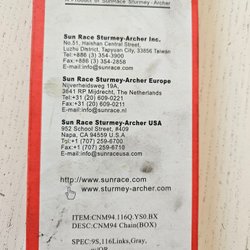 A Product of SunRace Sturmey-Archer
Sun Race Sturmey-Archer Inc.
No.51, Haishan Central Street,
Luzhu District, Taoyuan City, 33856 Taiwan
Tel:+886 (2) 354-3900
Fax:+886 (3) 354-2858
E-mail:info@sunrace.com
Sun Race Sturmey-Archer Europe
Nijverheidsweg 19A,
3641 RP Mijdrecht, The Netherlands
Tel:+31 (20) 609-0221
Fax:+31 (20) 609-0211
E-mail:info@sunrace.nl
Sun Race Sturmey-Archer USA
952 School Street, #409
Napa, CA 94559 U.S.A
Tel:+1 (707) 259-6700
Fax:+1 (707) 259-6710
E-mail:info@sunraceusa.com
http://www.sunrace.com
www.sturmey-archer.com
ITEM:CNM94.116Q.YS0.BX
DESC:CNM94 Chain(BOX)
SPEC:9S,116Links,Gray,